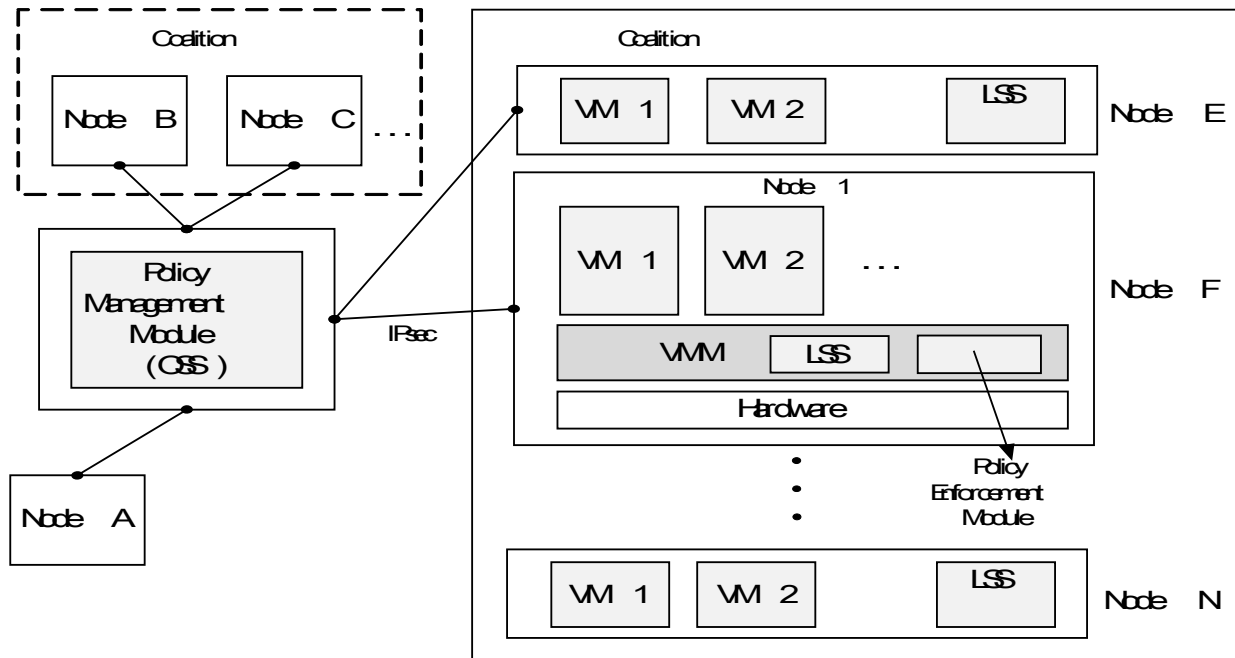 Coalition
Node B
Node C
...
Policy
Management
Module
(OSS)
Node A
IPsec
Coalition
VM 1
VM 2
LSS
Node E
Node 1
VM 1
VM 2
...
VMM
LSS
Hardware
Node F
Policy
Enforcement
Module
VM 1
VM 2
LSS
Node N